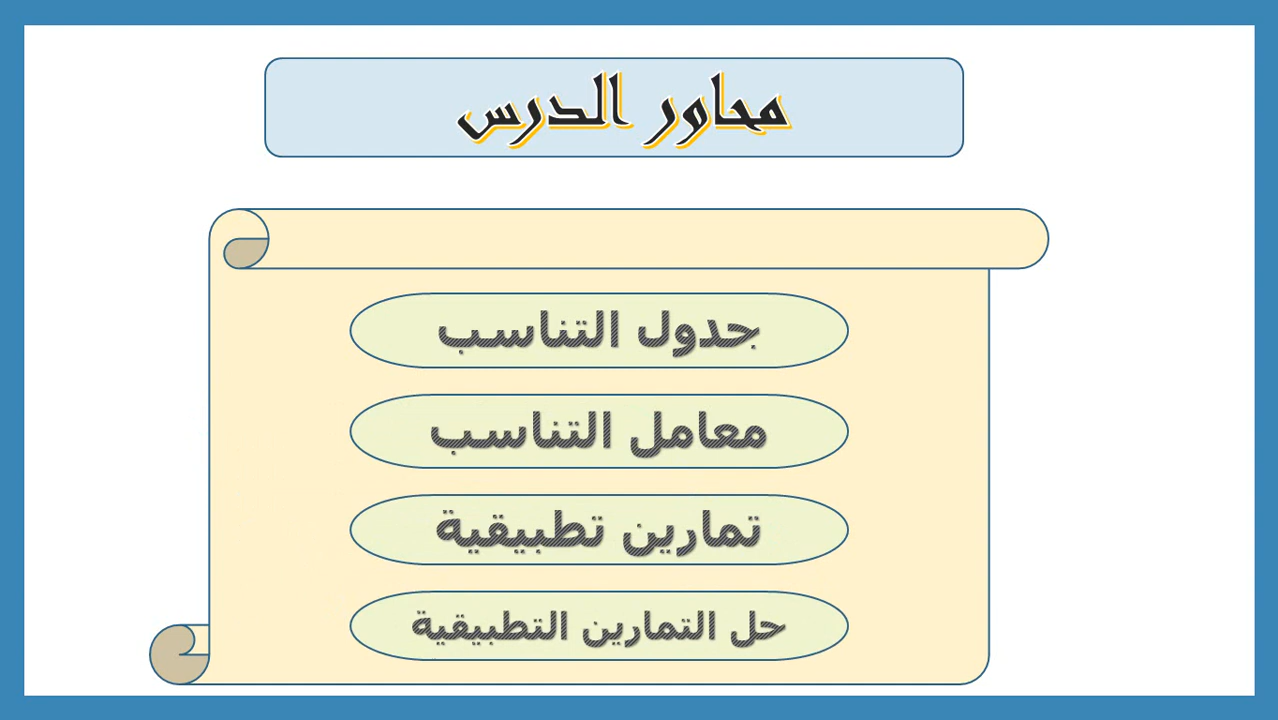 محاور الدرس
جدول التناسب
معامل التناسب
تمارين تطبيقية
حل التمارين التطبيقية